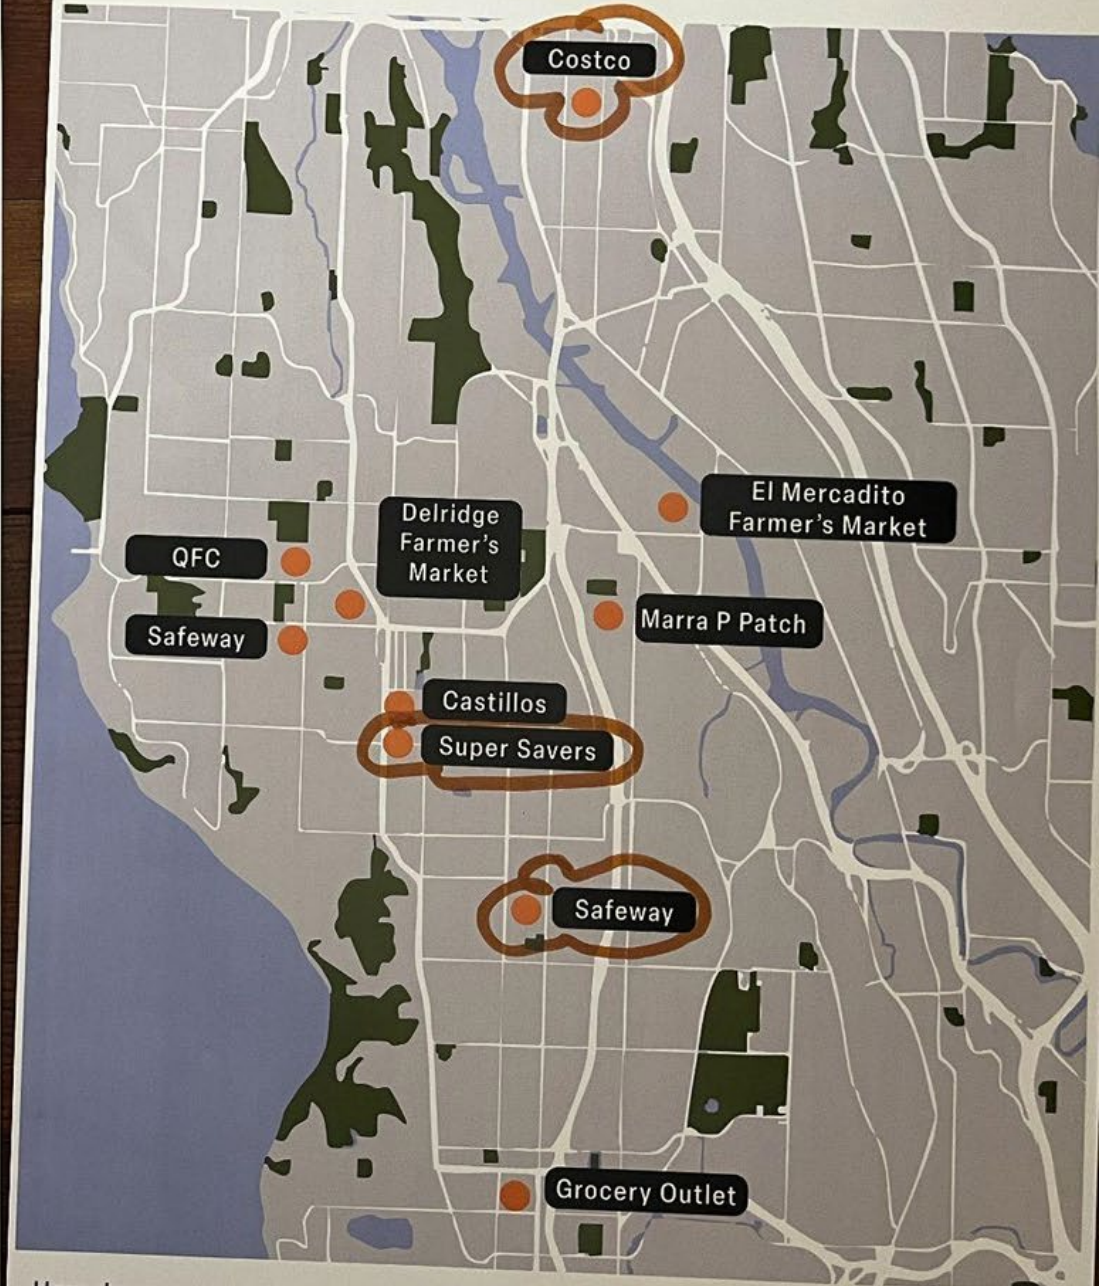 Costco
El Mercadito
Farmer's Market
Delridge
Farmer's
Market
QFC
Marra P Patch
Safeway
Castillos
Super Savers
Safeway
Grocery Outlet